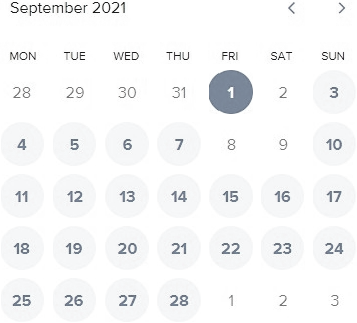 September 2021 < >
MON TUE WED THU FRI SAT SUN
28 29 30 31 1 2 3
4 5 6 7 8 9 10
11 12 13 14 15 16 17
18 19 20 21 22 23 24
25 26 27 28 1 2 3